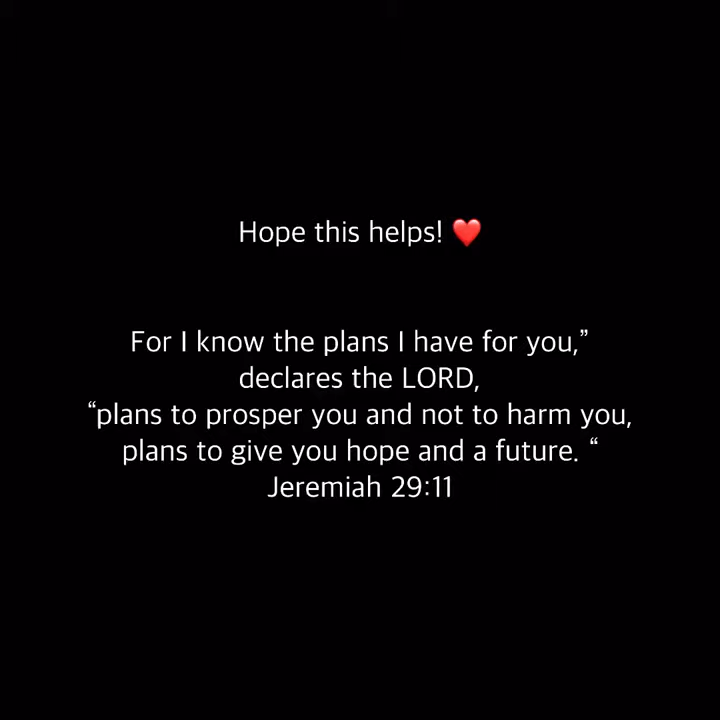 Hope this helps! ❤️
For I know the plans I have for you,”
declares the LORD,
“plans to prosper you and not to harm you,
plans to give you hope and a future. “
Jeremiah 29:11